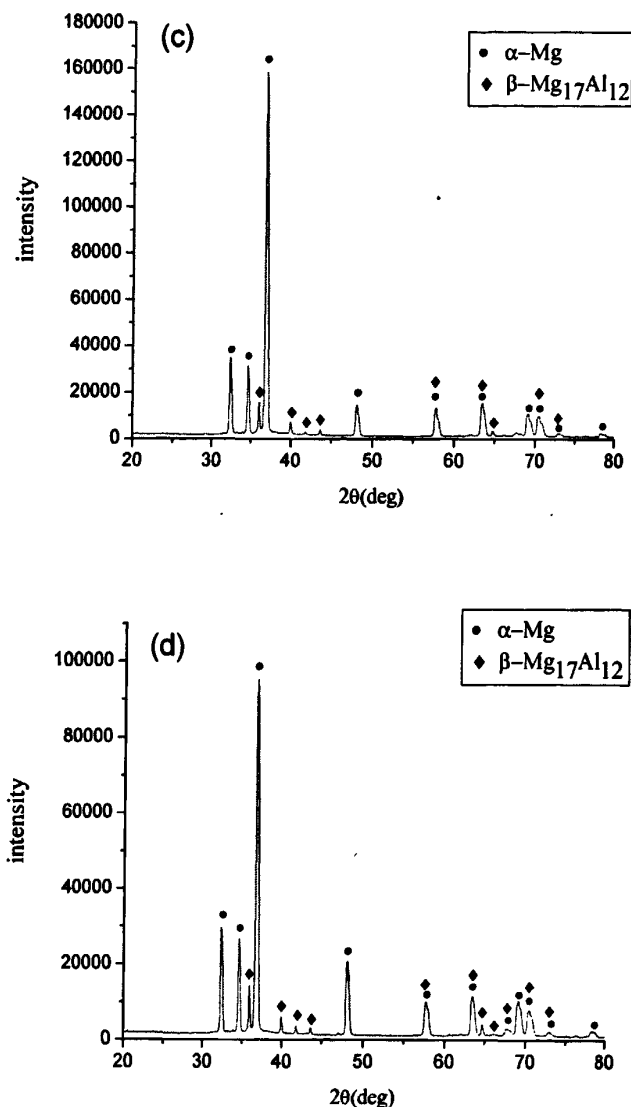 (c)
● α–Mg
◆ β–Mg17Al12
180000
160000
140000
120000
100000
80000
60000
40000
20000
0
intensity
20 30 40 50 60 70 80
2θ(deg)
(d)
● α–Mg
◆ β–Mg17Al12
100000
80000
60000
40000
20000
0
intensity
20 30 40 50 60 70 80
2θ(deg)